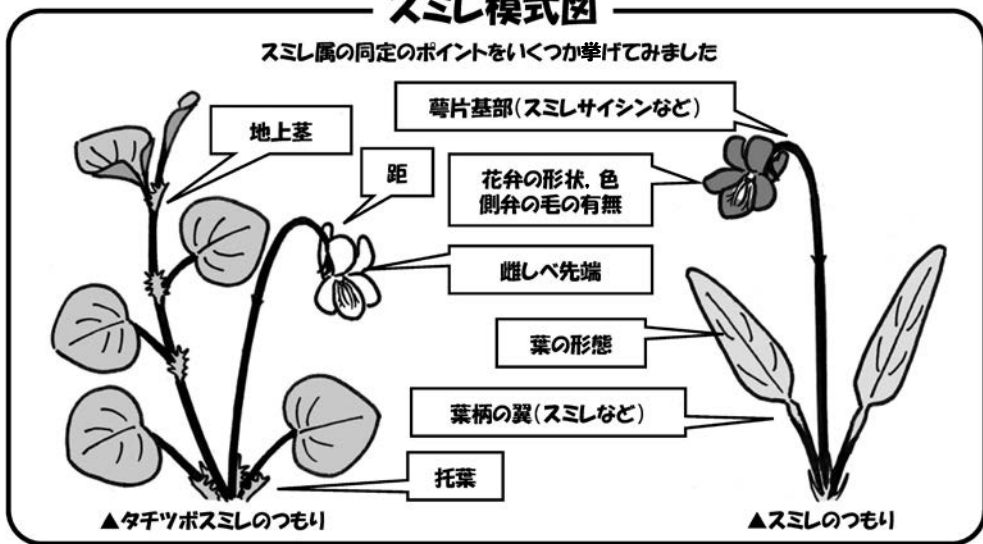 スミレ模式図
スミレ属の同定のポイントをいくつか挙げてみました
萼片基部（スミレサイシンなど）
地上茎
距
花弁の形状，色
側弁の毛の有無
雌しべ先端
葉の形態
葉柄の翼（スミレなど）
托葉
▲タチツボスミレのつもり
▲スミレのつもり